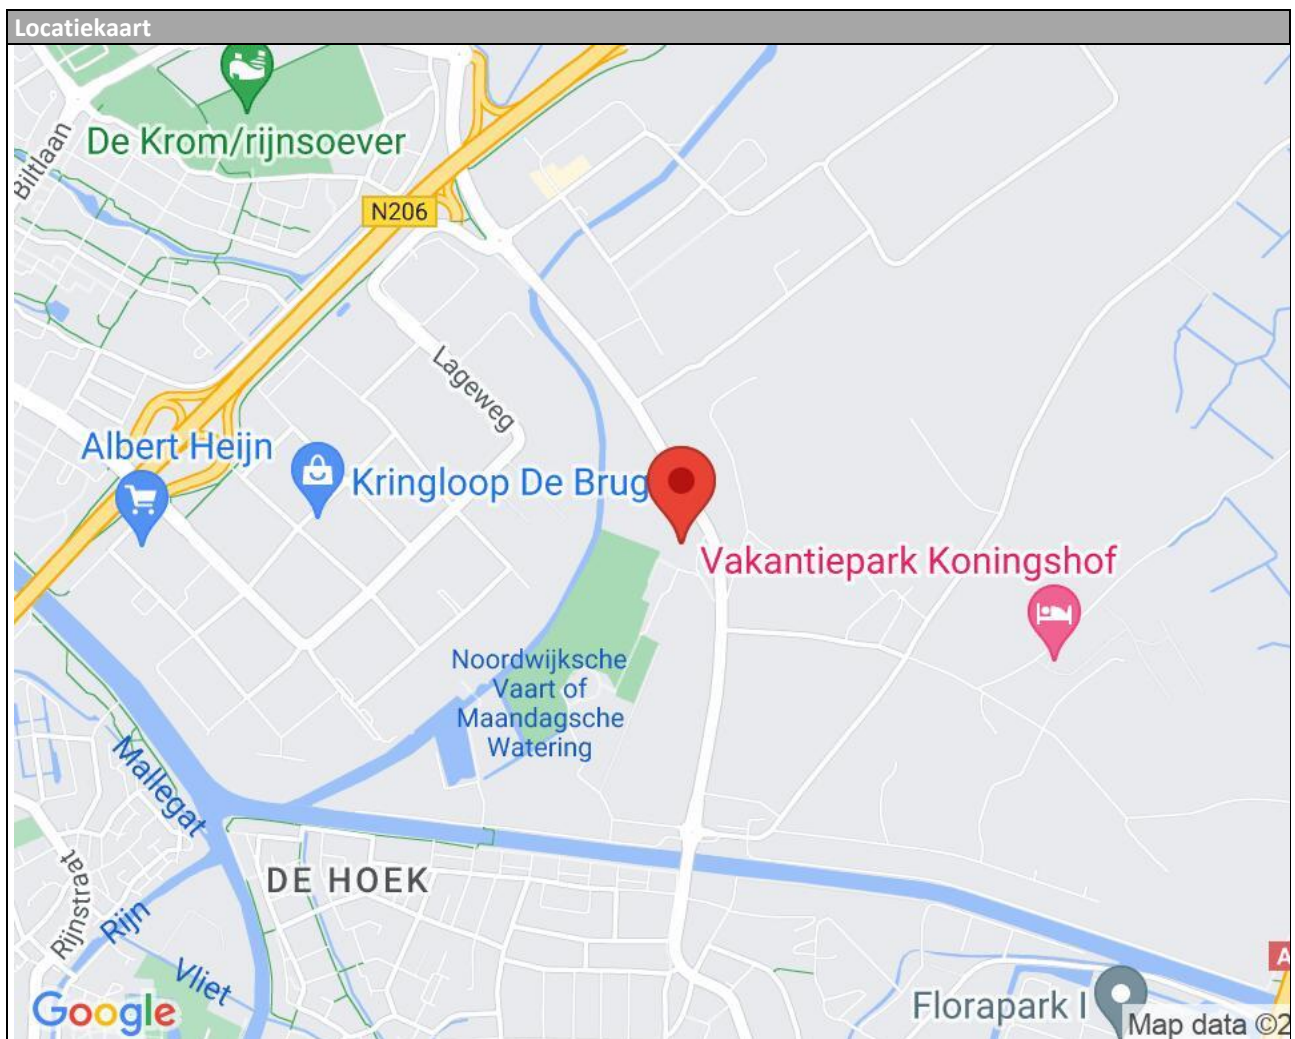 Locatiekaart
De Krom/rijnsoever
Biltlaan
N206
Lageweg
Albert Heijn
Kringloop De Brug
Vakantiepark Koningshof
Noordwijksche
Vaart of
Maandagsche
Watering
Mallegat
DE HOEK
Rijnstraat
Rijn
Vliet
A
Florapark I
Google
Map data ©2